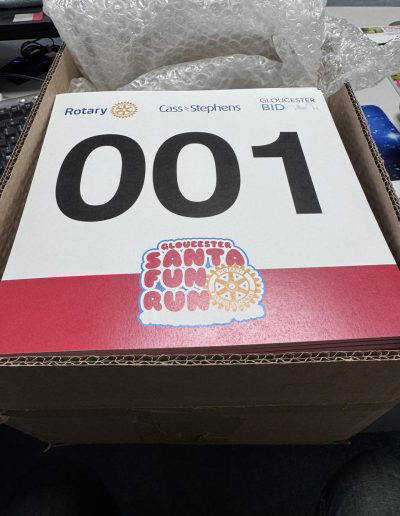 Rotary
Cass&Stephens
GLOUCESTER
BID
001
GLOUCESTER
SANTA
FUN
RUN